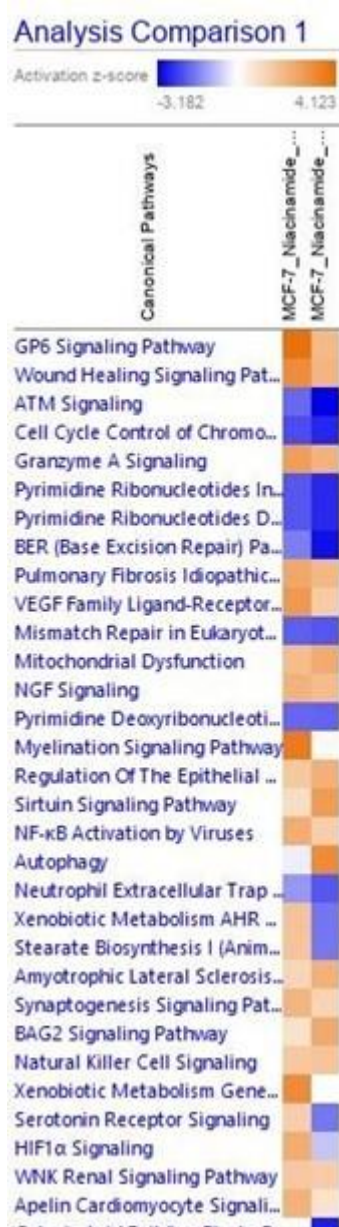 Analysis Comparison 1
Activation z-score
-3.182 4.123
Canonical Pathways
MCF-7_Niacinamide_...
MCF-7_Niacinamide_...
GP6 Signaling Pathway
Wound Healing Signaling Pat...
ATM Signaling
Cell Cycle Control of Chromo...
Granzyme A Signaling
Pyrimidine Ribonucleotides In...
Pyrimidine Ribonucleotides D...
BER (Base Excision Repair) Pa...
Pulmonary Fibrosis Idiopathic...
VEGF Family Ligand-Receptor...
Mismatch Repair in Eukaryot...
Mitochondrial Dysfunction
NGF Signaling
Pyrimidine Deoxyribonucleoti...
Myelination Signaling Pathway
Regulation Of The Epithelial ...
Sirtuin Signaling Pathway
NF-κB Activation by Viruses
Autophagy
Neutrophil Extracellular Trap ...
Xenobiotic Metabolism AHR ...
Stearate Biosynthesis I (Anim...
Amyotrophic Lateral Sclerosis...
Synaptogenesis Signaling Pat...
BAG2 Signaling Pathway
Natural Killer Cell Signaling
Xenobiotic Metabolism Gene...
Serotonin Receptor Signaling
HIF1α Signaling
WNK Renal Signaling Pathway
Apelin Cardiomyocyte Signali...